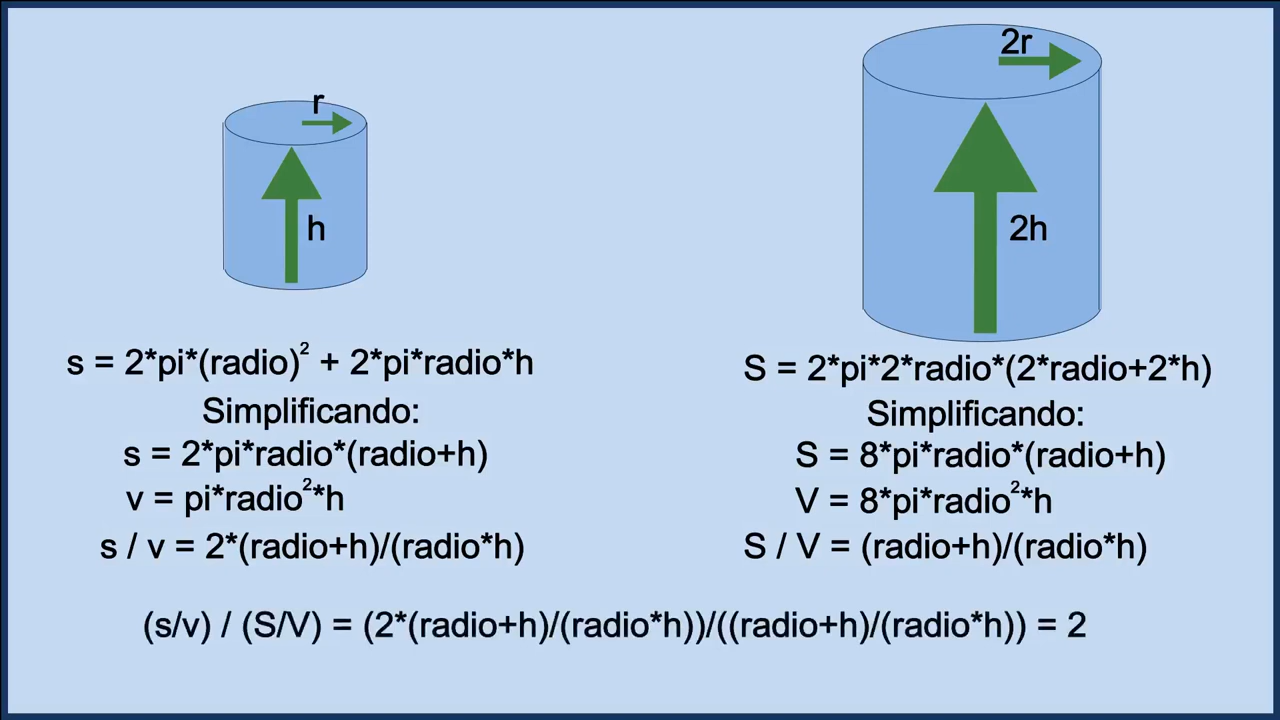 r
h
s = 2*pi*(radio)² + 2*pi*radio*h
Simplificando:
s = 2*pi*radio*(radio+h)
v = pi*radio²*h
s / v = 2*(radio+h)/(radio*h)
2r
2h
S = 2*pi*2*radio*(2*radio+2*h)
Simplificando:
S = 8*pi*radio*(radio+h)
V = 8*pi*radio²*h
S / V = (radio+h)/(radio*h)
(s/v) / (S/V) = (2*(radio+h)/(radio*h))/((radio+h)/(radio*h)) = 2